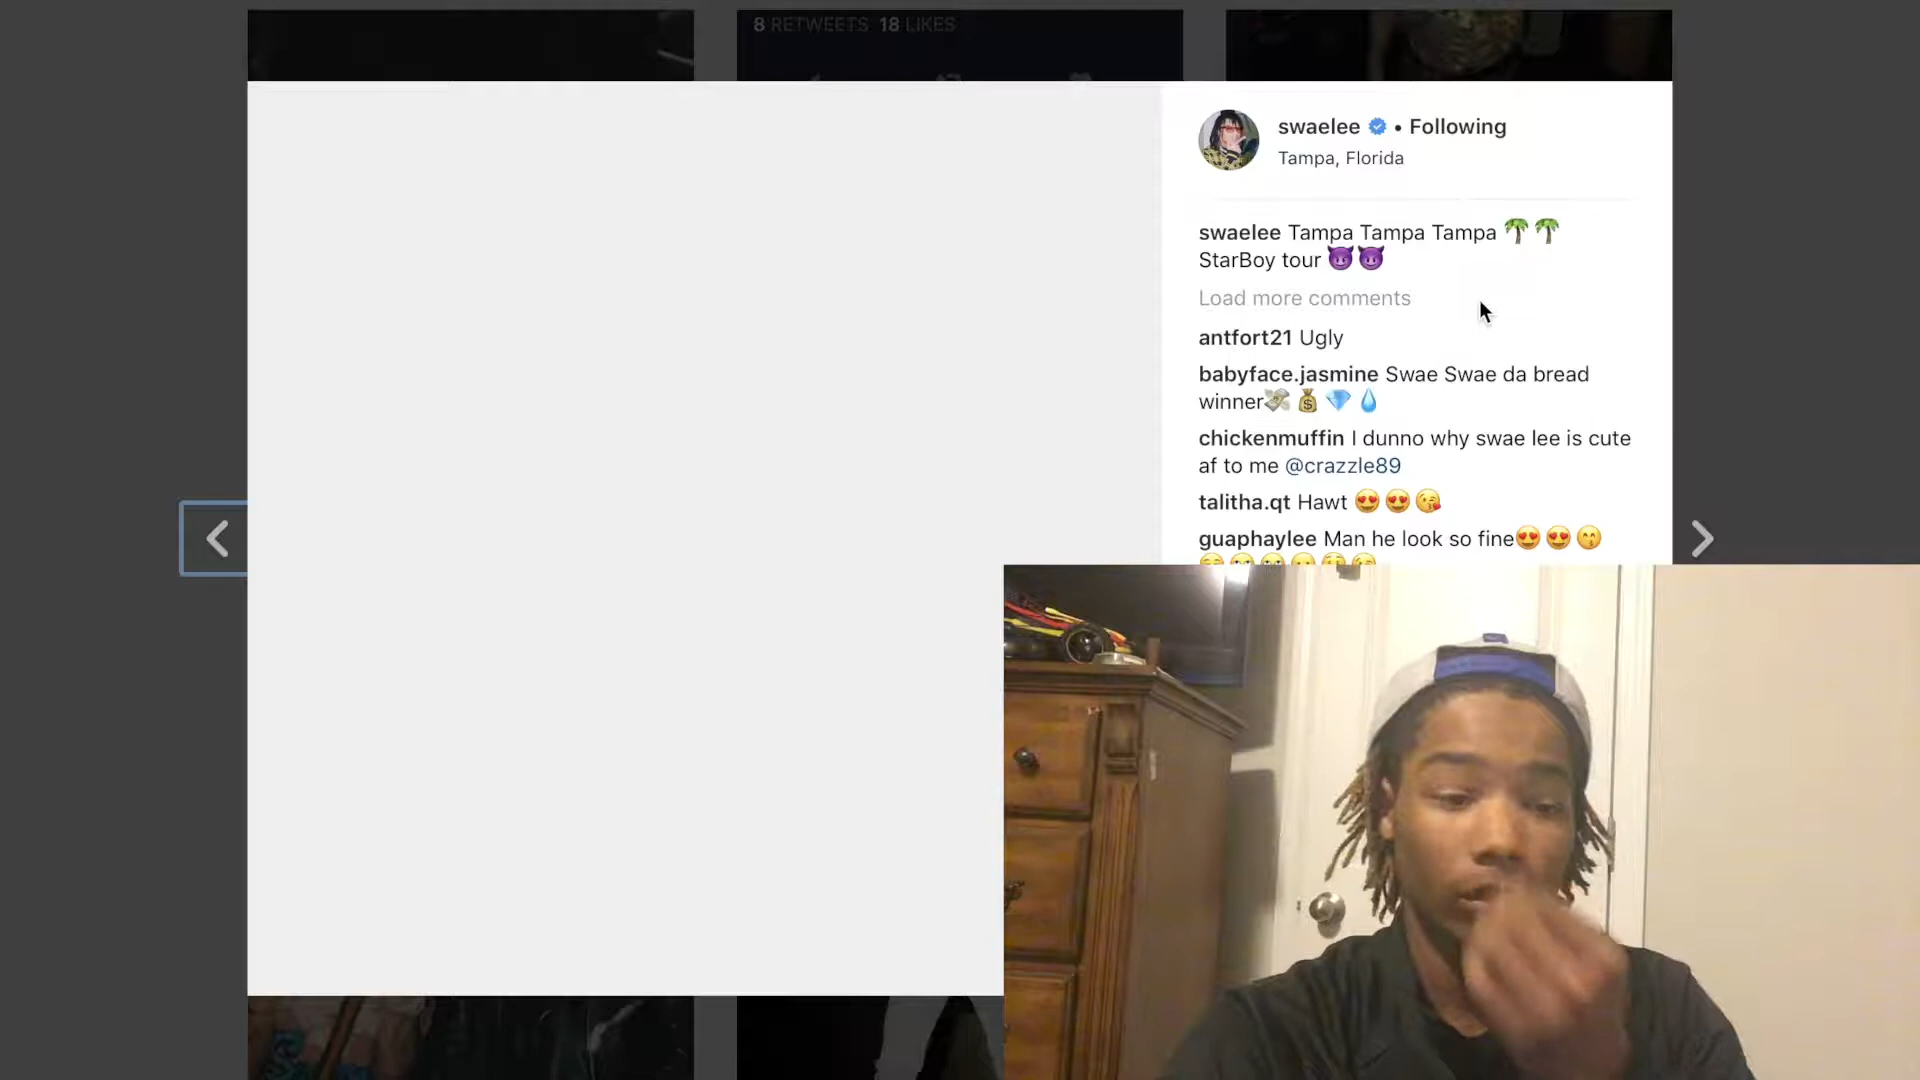 8 RETWEETS 18 LIKES
swaelee • Following
Tampa, Florida
swaelee Tampa Tampa Tampa 🌴🌴
StarBoy tour 😈😈
Load more comments
antfort21 Ugly
babyface.jasmine Swae Swae da bread
winner💸💰💎💧
chickenmuffin I dunno why swae lee is cute
af to me @crazzle89
talitha.qt Hawt 😍😍😘
guaphaylee Man he look so fine😍😍😙